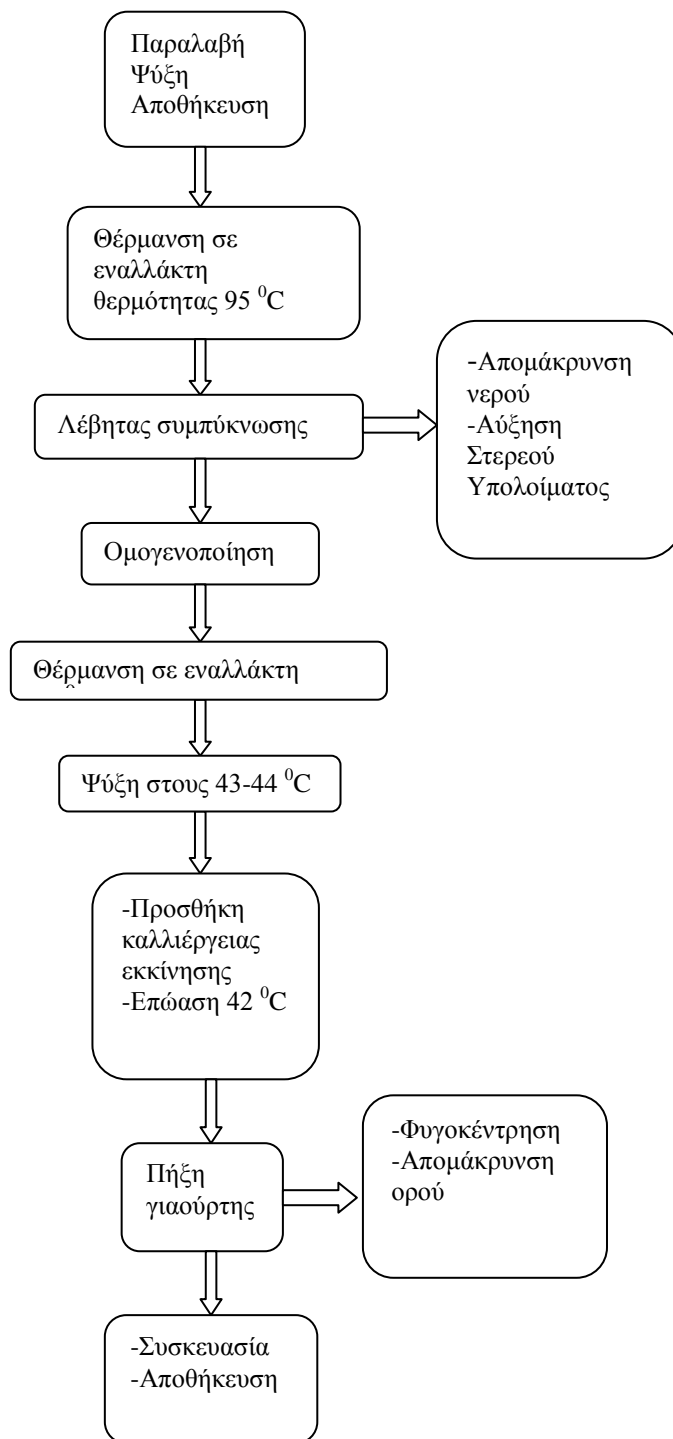 Παραλαβή
Ψύξη
Αποθήκευση
Θέρμανση σε
εναλλάκτη
θερμότητας 95 ⁰C
Λέβητας συμπύκνωσης
-Απομάκρυνση
νερού
-Αύξηση
Στερεού
Υπολοίματος
Ομογενοποίηση
Θέρμανση σε εναλλάκτη
Ψύξη στους 43-44 ⁰C
-Προσθήκη
καλλιέργειας
εκκίνησης
-Επώαση 42 ⁰C
Πήξη
γιαούρτης
-Φυγοκέντρηση
-Απομάκρυνση
ορού
-Συσκευασία
-Αποθήκευση